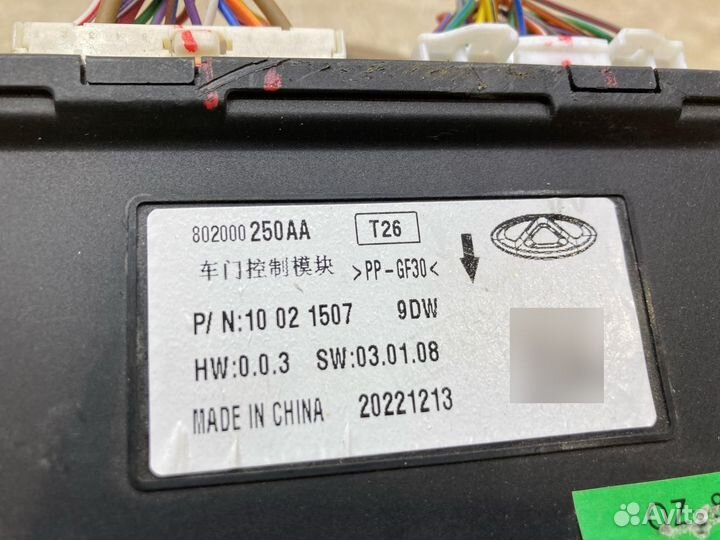 802000250AA T26
车门控制模块 >PP-GF30<
P/N:10 02 1507 9DW
HW:0.0.3 SW:03.01.08
MADE IN CHINA 20221213
Avito